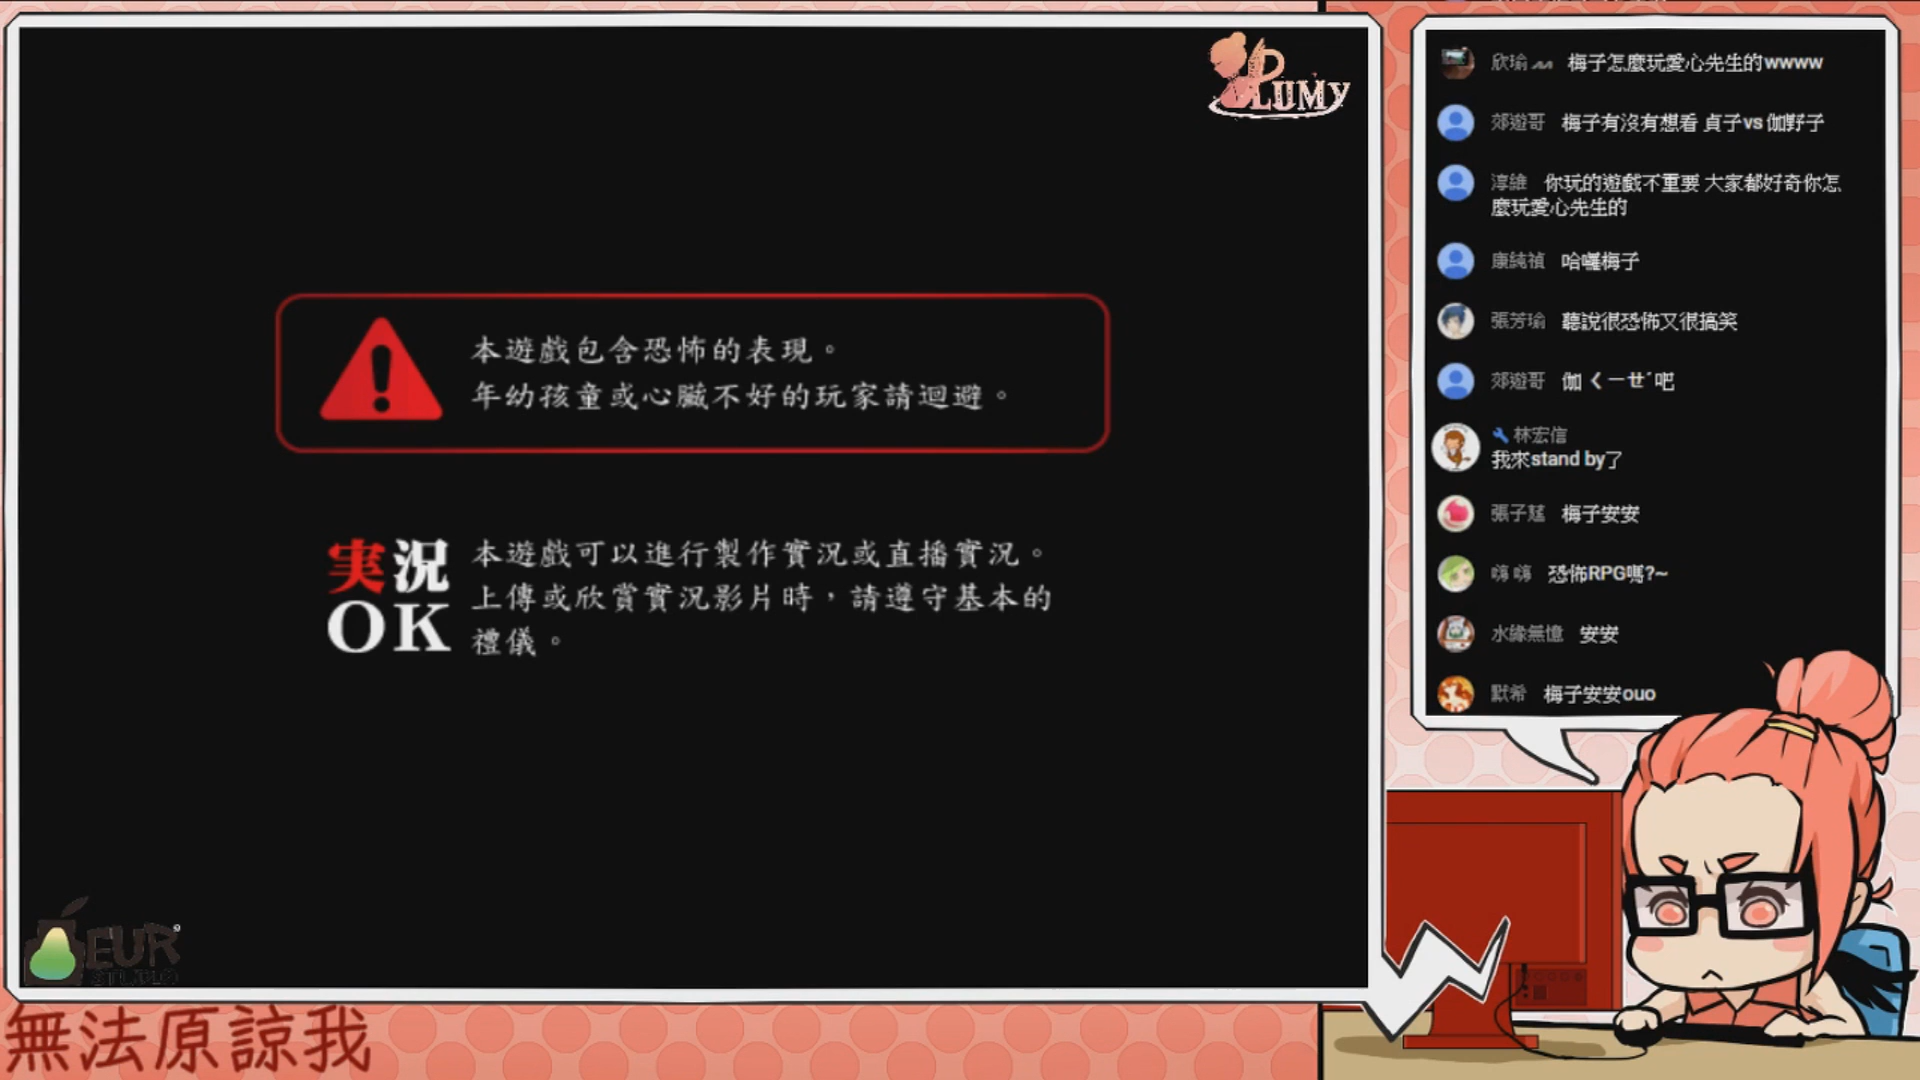 PLUMY
本遊戲包含恐怖的表現。
年幼孩童或心臟不好的玩家請迴避。
実況
OK
本遊戲可以進行製作實況或直播實況。
上傳或欣賞實況影片時，請遵守基本的
禮儀。
EUR
STUDIO
無法原諒我
欣瑜 梅子怎麼玩愛心先生的wwww
郊遊哥 梅子有沒有想看 貞子vs 伽野子
淳維 你玩的遊戲不重要 大家都好奇你怎
麼玩愛心先生的
康純禎 哈囉梅子
張芳瑜 聽說很恐怖又很搞笑
郊遊哥 伽 ㄑㄧㄝˊ吧
林宏信
我來stand by了
張子 梅子安安
嗨嗨 恐怖RPG嗎?~
水緣無憶 安安
默希 梅子安安ouo